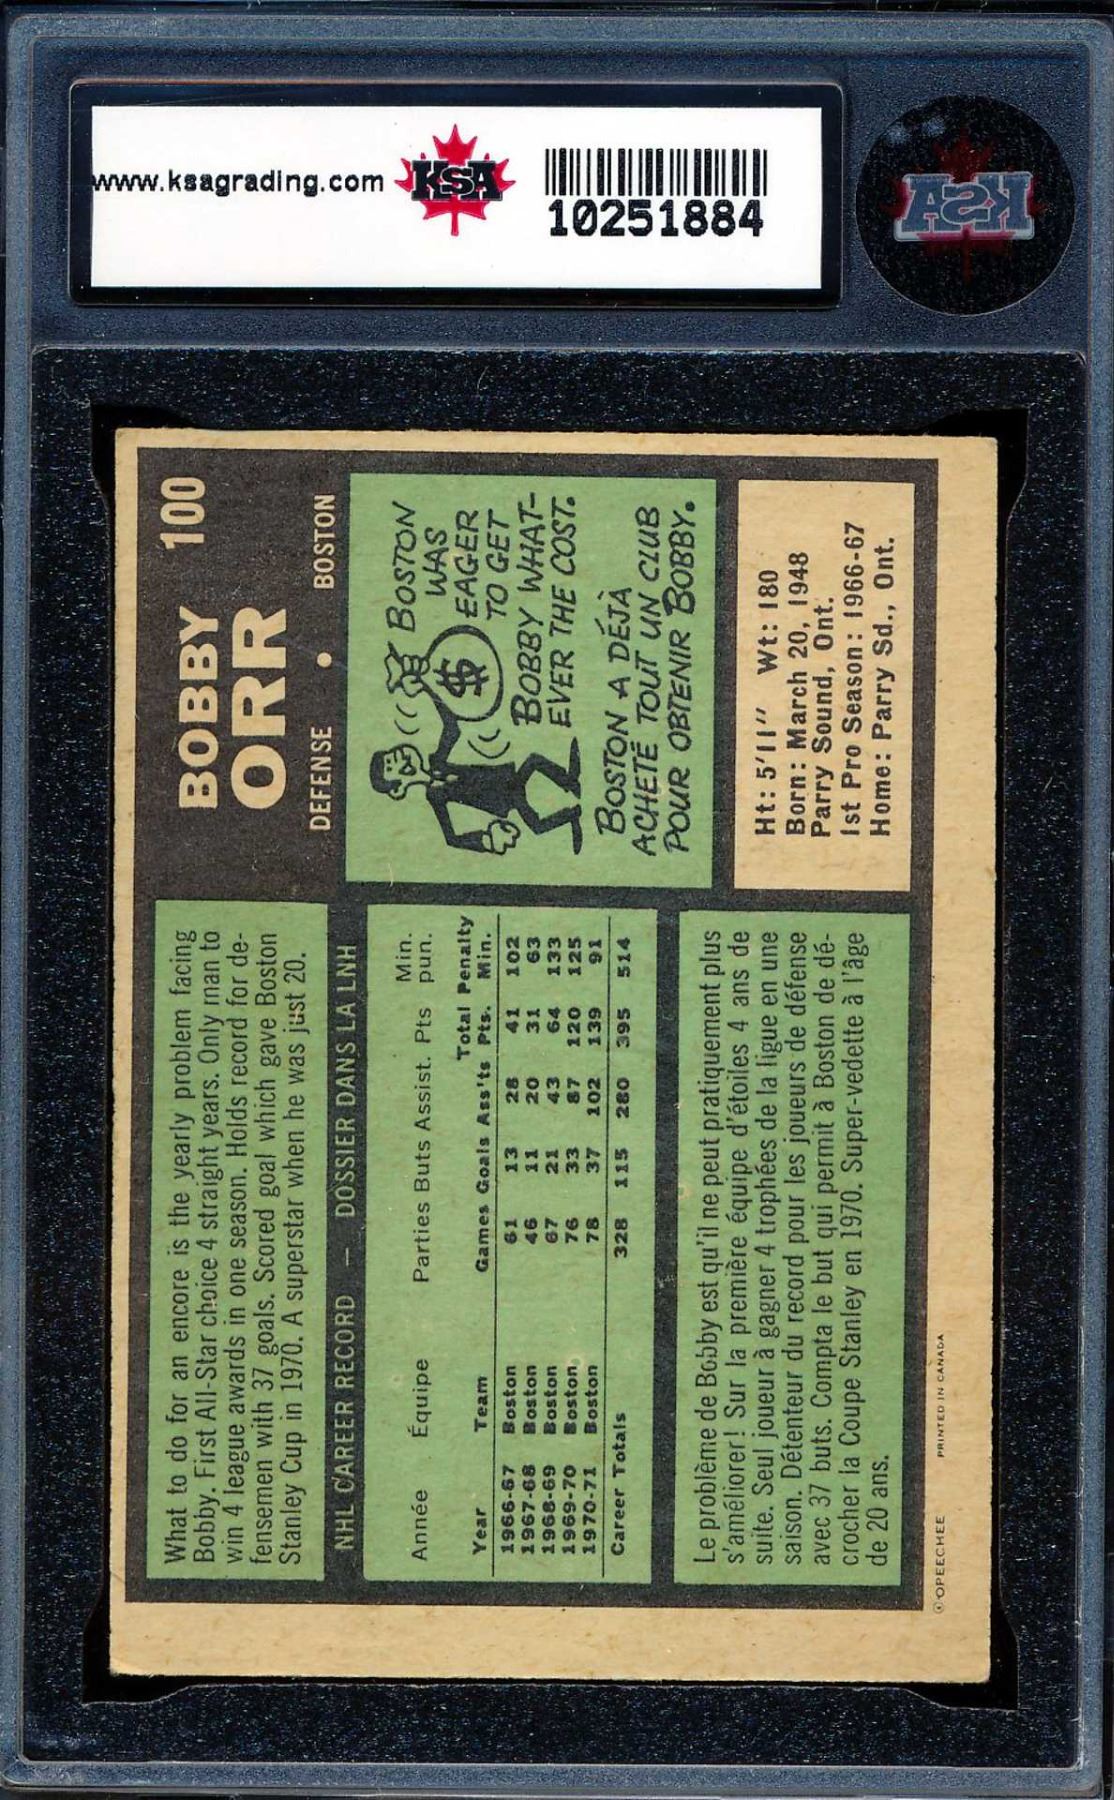 www.ksagrading.com
KSA
10251884
KSA
BOBBY 100
ORR
DEFENSE • BOSTON
What to do for an encore is the yearly problem facing
Bobby. First All-Star choice 4 straight years. Only man to
win 4 league awards in one season. Holds record for de-
fensemen with 37 goals. Scored goal which gave Boston
Stanley Cup in 1970. A superstar when he was just 20.
BOSTON
WAS
EAGER
TO GET
BOBBY WHAT-
EVER THE COST.
$
BOSTON A DÉJÀ
ACHETÉ TOUT UN CLUB
POUR OBTENIR BOBBY.
NHL CAREER RECORD — DOSSIER DANS LA LNH
Min.
Année Équipe Parties Buts Assist. Pts pun.
Total Penalty
Year Team Games Goals Ass'ts Pts. Min.
1966-67 Boston 61 13 28 41 102
1967-68 Boston 46 11 20 31 63
1968-69 Boston 67 21 43 64 133
1969-70 Boston 76 33 87 120 125
1970-71 Boston 78 37 102 139 91
Career Totals 328 115 280 395 514
Ht: 5'11" Wt: 180
Born: March 20, 1948
Parry Sound, Ont.
1st Pro Season: 1966-67
Home: Parry Sd., Ont.
Le problème de Bobby est qu'il ne peut pratiquement plus
s'améliorer! Sur la première équipe d'étoiles 4 ans de
suite. Seul joueur à gagner 4 trophées de la ligue en une
saison. Détenteur du record pour les joueurs de défense
avec 37 buts. Compta le but qui permit à Boston de dé-
crocher la Coupe Stanley en 1970. Super-vedette à l'âge
de 20 ans.
©OPEECHEE PRINTED IN CANADA